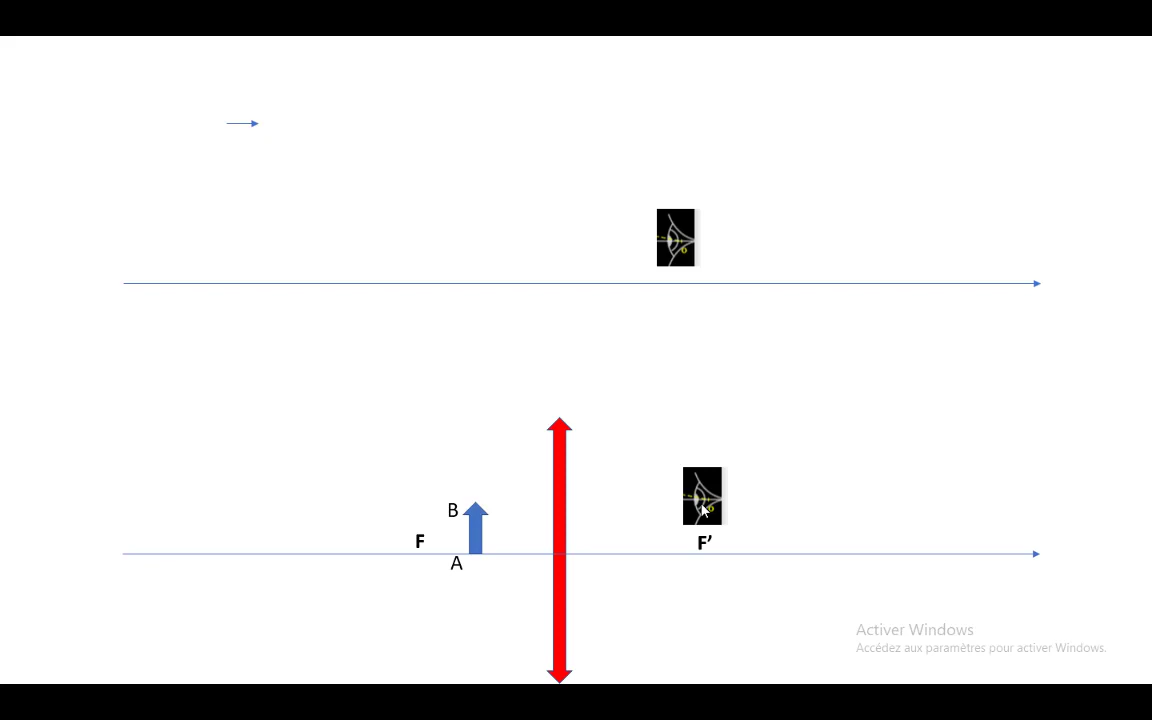 B
F
F’
A
Activer Windows
Accédez aux paramètres pour activer Windows.